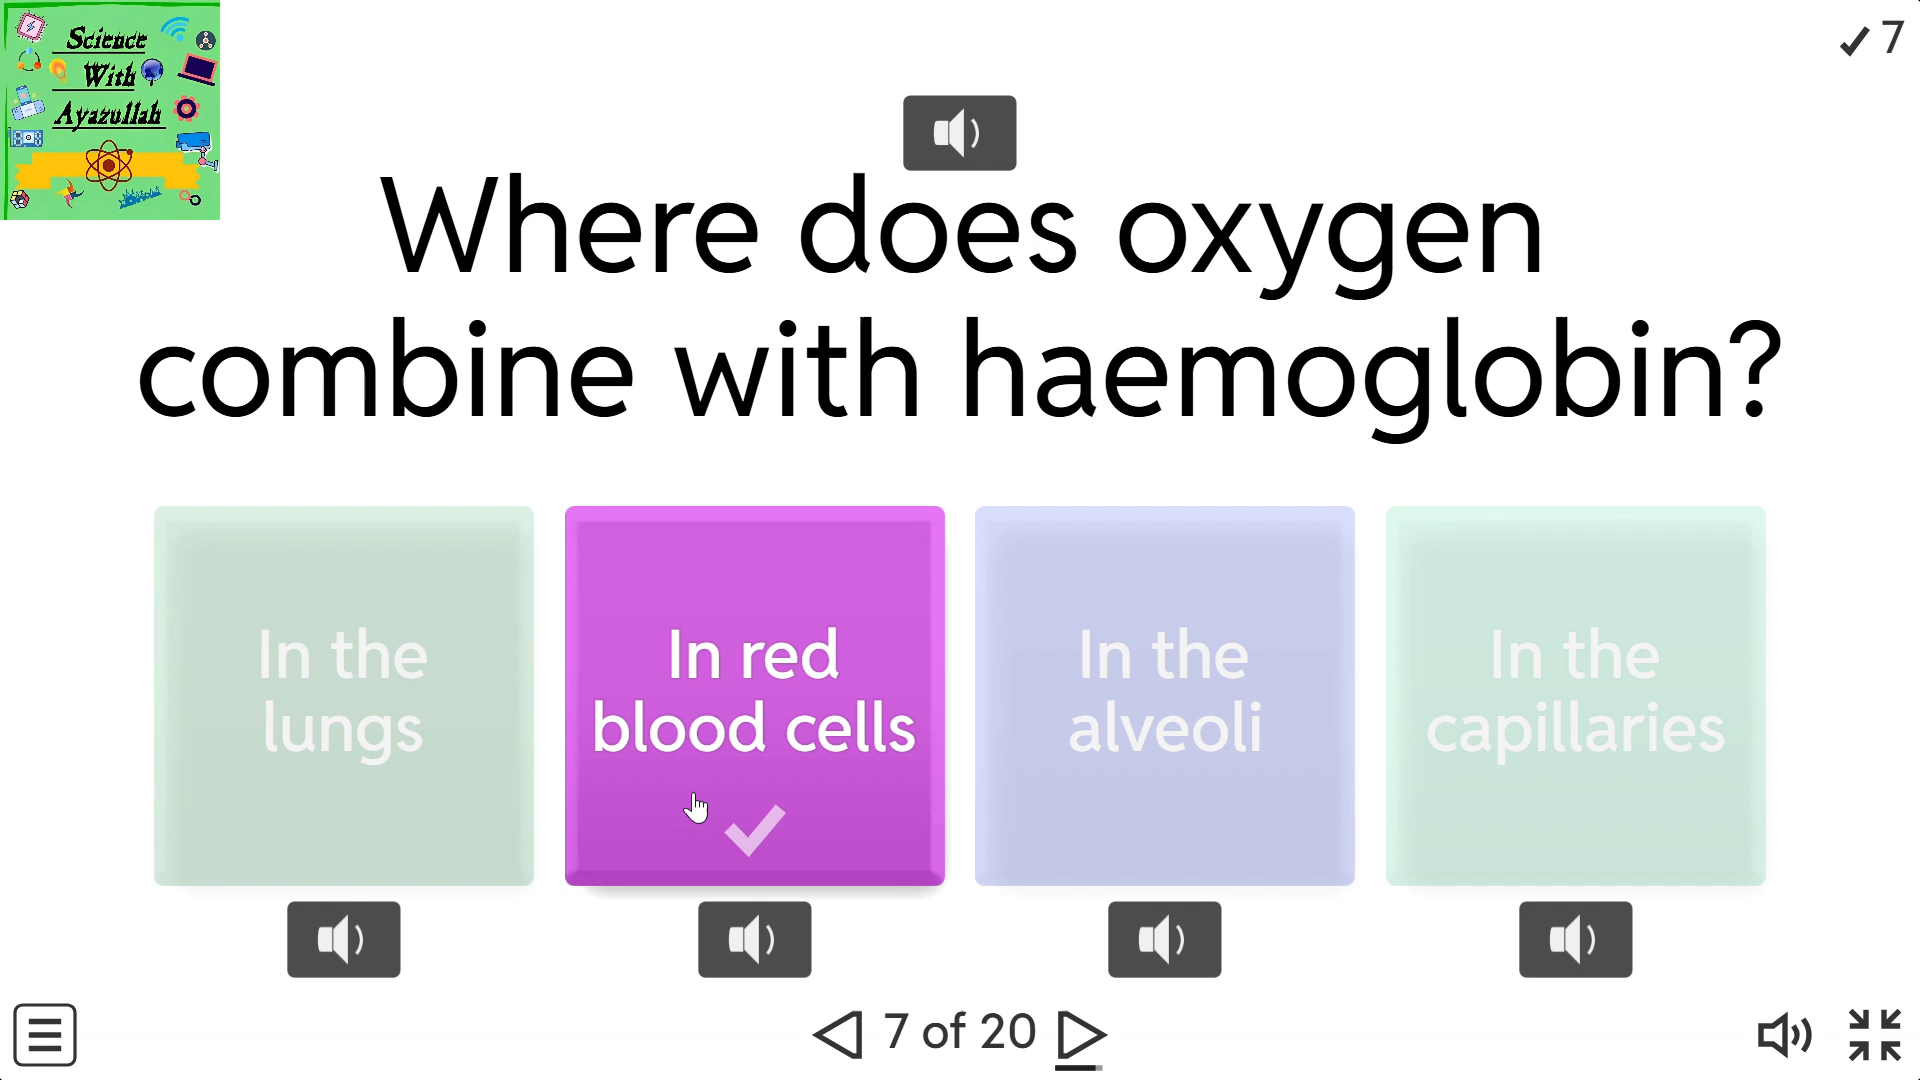 Science
With
Ayazullah
7
Where does oxygen
combine with haemoglobin?
In the
lungs
In red
blood cells
In the
alveoli
In the
capillaries
7 of 20